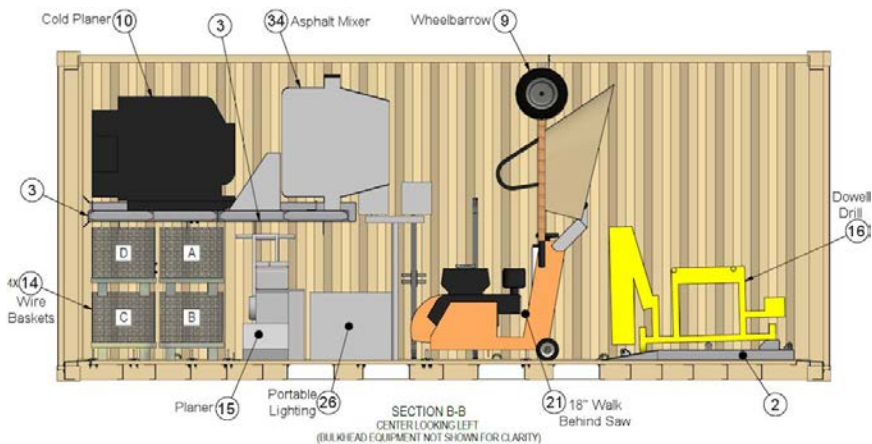 Cold Planer 10
3
34 Asphalt Mixer
Wheelbarrow 9
3
Dowell
Drill
16
D
A
4X 14
Wire
Baskets
C
B
Planer 15
Portable
Lighting 26
SECTION B-B
CENTER LOOKING LEFT
(BULKHEAD EQUIPMENT NOT SHOWN FOR CLARITY)
21 18" Walk
Behind Saw
2